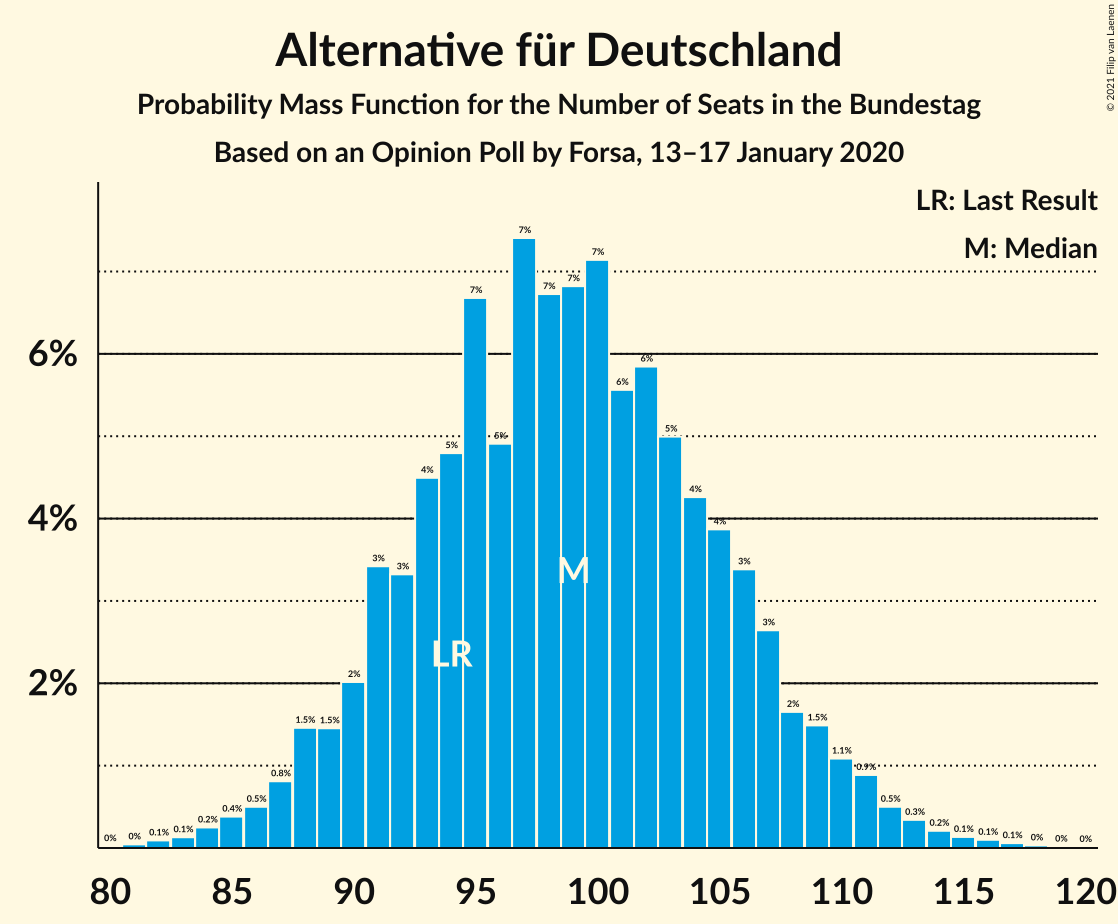 Alternative für Deutschland
Probability Mass Function for the Number of Seats in the Bundestag
Based on an Opinion Poll by Forsa, 13–17 January 2020
© 2021 Filip van Laenen
LR: Last Result
M: Median
6%
4%
2%
0% 0% 0.1% 0.1% 0.2% 0.4% 0.5% 0.8% 1.5% 1.5% 2% 3% 3% 4% 5% 7% 5% 7% 7% 7% 7% 6% 6% 5% 4% 4% 3% 3% 2% 1.5% 1.1% 0.9% 0.5% 0.3% 0.2% 0.1% 0.1% 0.1% 0% 0% 0%
M
LR
80 85 90 95 100 105 110 115 120